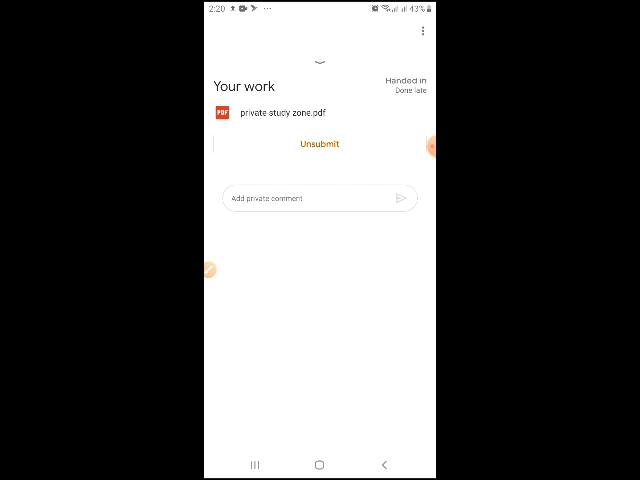 2:20 43%
Your work
Handed in
Done late
PDF private study zone.pdf
Unsubmit
Add private comment